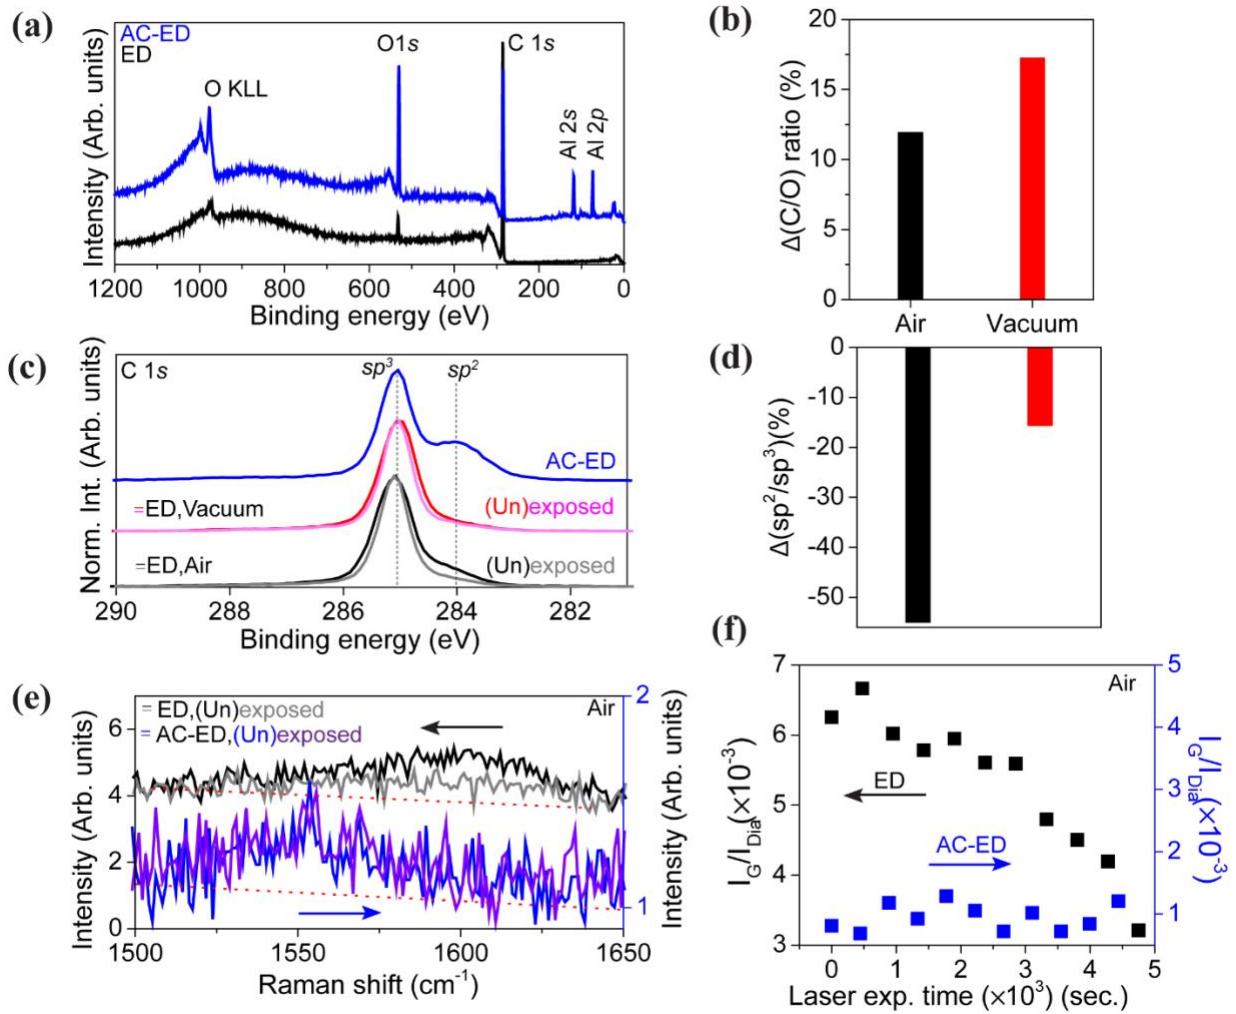 (a)
AC-ED
ED
O KLL
O1s
C 1s
Al 2s
Al 2p
Intensity (Arb. units)
1200 1000 800 600 400 200 0
Binding energy (eV)
(b)
20
15
10
5
0
Δ(C/O) ratio (%)
Air Vacuum
(c)
C 1s
sp3
sp2
AC-ED
=ED,Vacuum
(Un)exposed
=ED,Air
(Un)exposed
Norm. Int. (Arb. units)
290 288 286 284 282
Binding energy (eV)
(d)
0
-10
-20
-30
-40
-50
Δ(sp2/sp3)(%)
(e)
= ED,(Un)exposed
= AC-ED,(Un)exposed
Air
6
4
2
0
2
1
Intensity (Arb. units)
Intensity (Arb. units)
1500 1550 1600 1650
Raman shift (cm-1)
(f)
Air
ED
AC-ED
7
6
5
4
3
5
4
3
2
1
IG/IDia(×10-3)
IG/IDia(×10-3)
0 1 2 3 4 5
Laser exp. time (×103) (sec.)